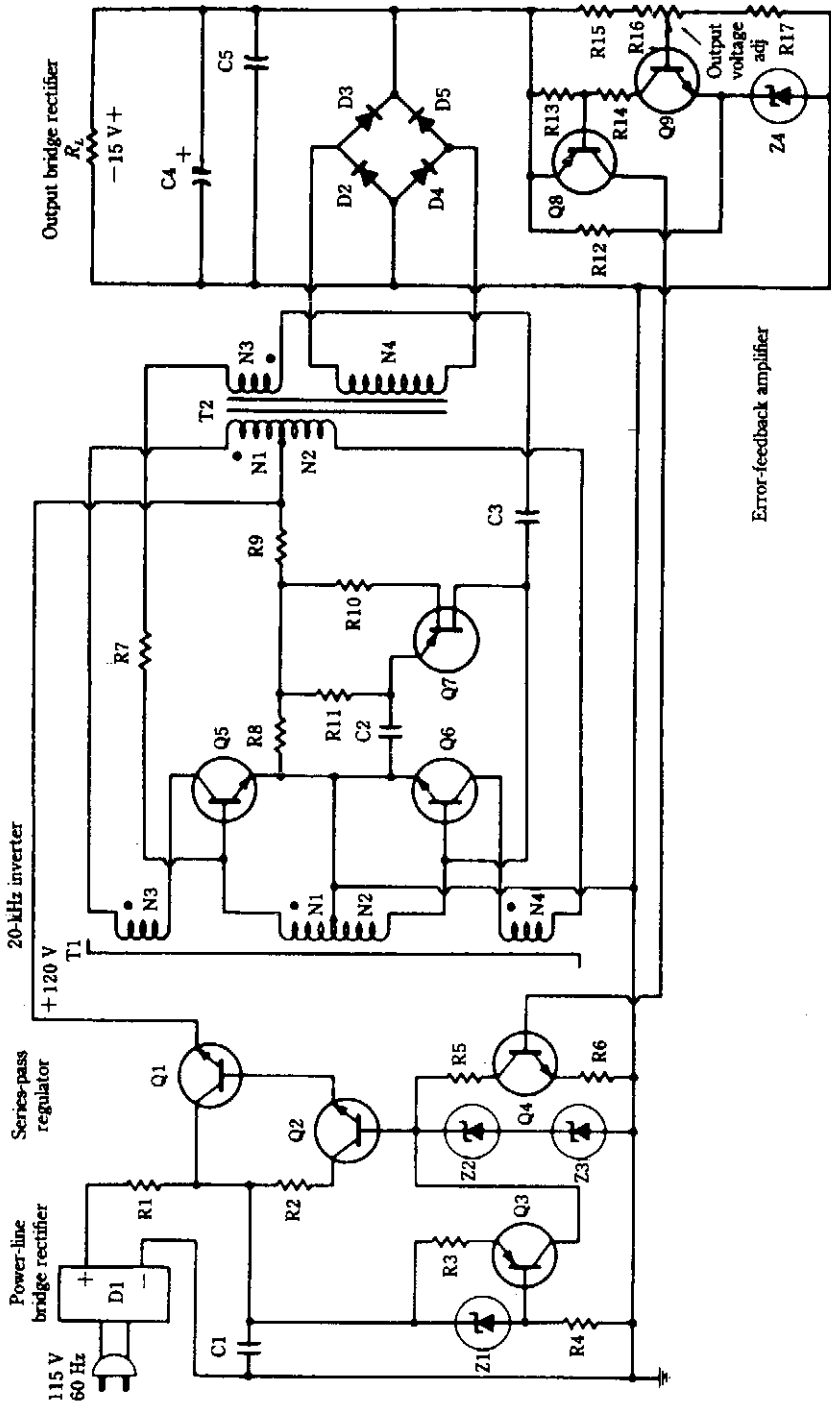 Power-line
bridge rectifier
Series-pass
regulator
20-kHz inverter
Output bridge rectifier
115 V
60 Hz
D1
+
−
R1
Q1
+120 V
T1
R2
Q2
C1
R3
Q3
Z1
R4
Z2
Z3
R5
Q4
R6
N3
N1
N2
N4
R7
Q5
R8
R9
R11
R10
C2
Q7
Q6
C3
T2
N1
N2
N3
N4
RL
−15 V+
C4
+
C5
D2
D3
D4
D5
R12
Q8
R13
R14
Q9
R15
R16
R17
Output
voltage
adj
Z4
Error-feedback amplifier